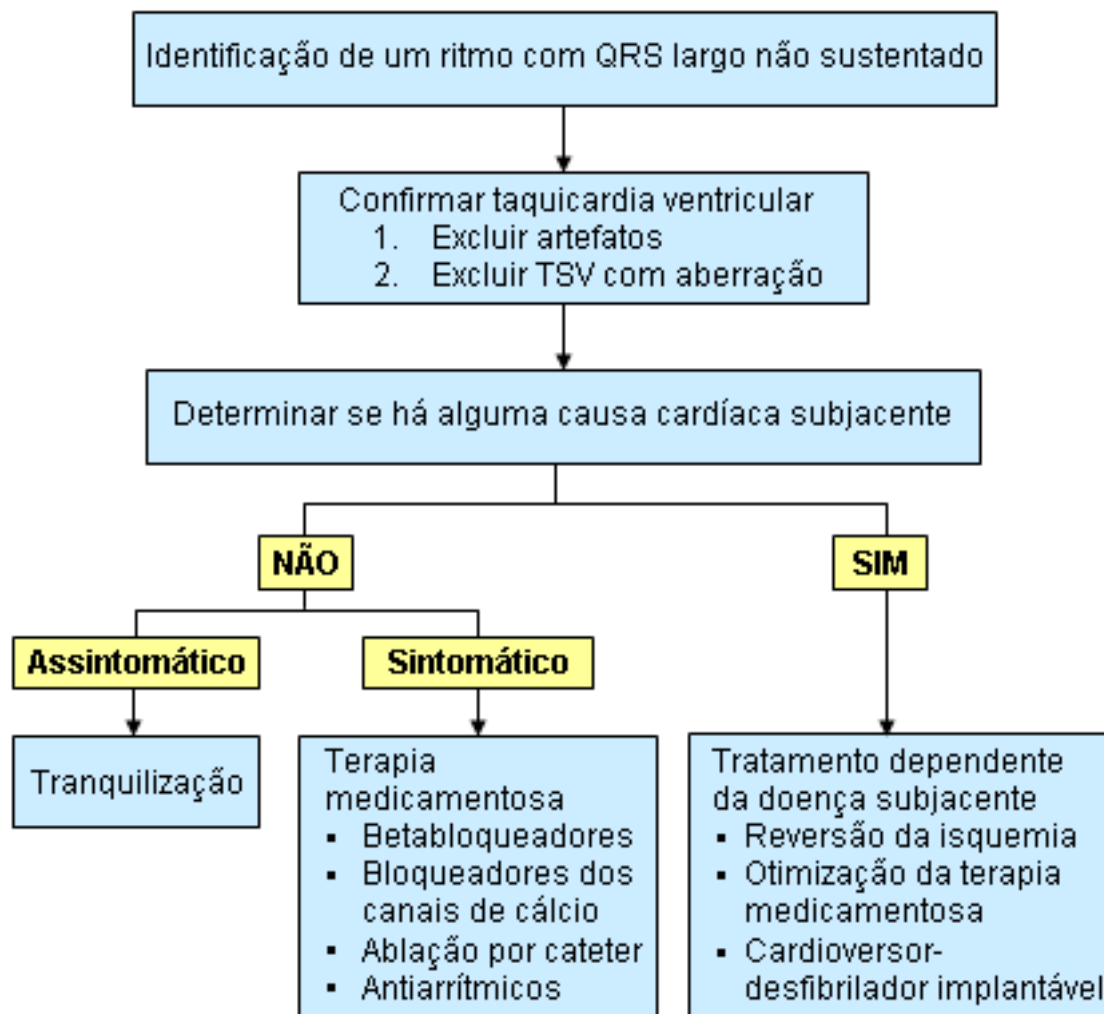 Identificação de um ritmo com QRS largo não sustentado
Confirmar taquicardia ventricular
1. Excluir artefatos
2. Excluir TSV com aberração
Determinar se há alguma causa cardíaca subjacente
NÃO
SIM
Assintomático
Sintomático
Tranquilização
Terapia
medicamentosa
▪ Betabloqueadores
▪ Bloqueadores dos
canais de cálcio
▪ Ablação por cateter
▪ Antiarrítmicos
Tratamento dependente
da doença subjacente
▪ Reversão da isquemia
▪ Otimização da terapia
medicamentosa
▪ Cardioversor-
desfibrilador implantável